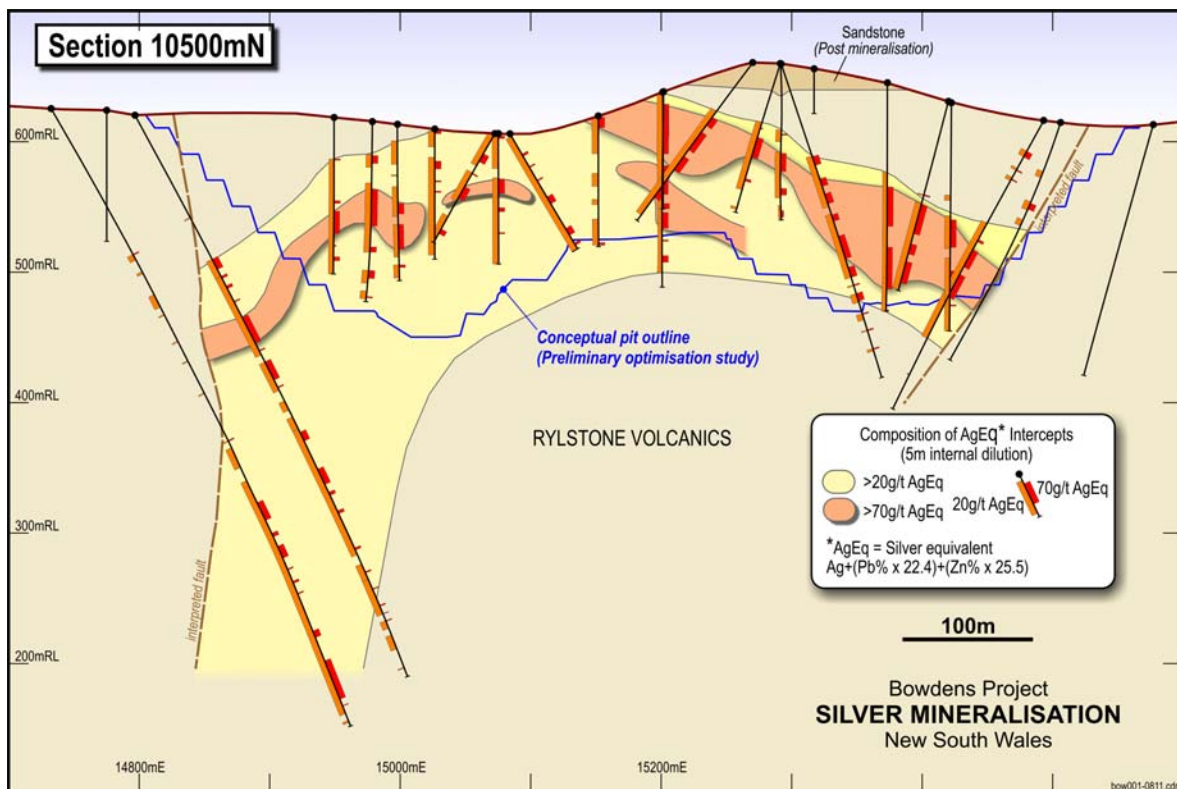 Section 10500mN
Sandstone
(Post mineralisation)
600mRL
500mRL
400mRL
300mRL
200mRL
interpreted fault
interpreted fault
Conceptual pit outline
(Preliminary optimisation study)
RYLSTONE VOLCANICS
Composition of AgEq* Intercepts
(5m internal dilution)
>20g/t AgEq
>70g/t AgEq
20g/t AgEq
70g/t AgEq
*AgEq = Silver equivalent
Ag+(Pb% x 22.4)+(Zn% x 25.5)
100m
Bowdens Project
SILVER MINERALISATION
New South Wales
14800mE
15000mE
15200mE
bow001-0811.cdr